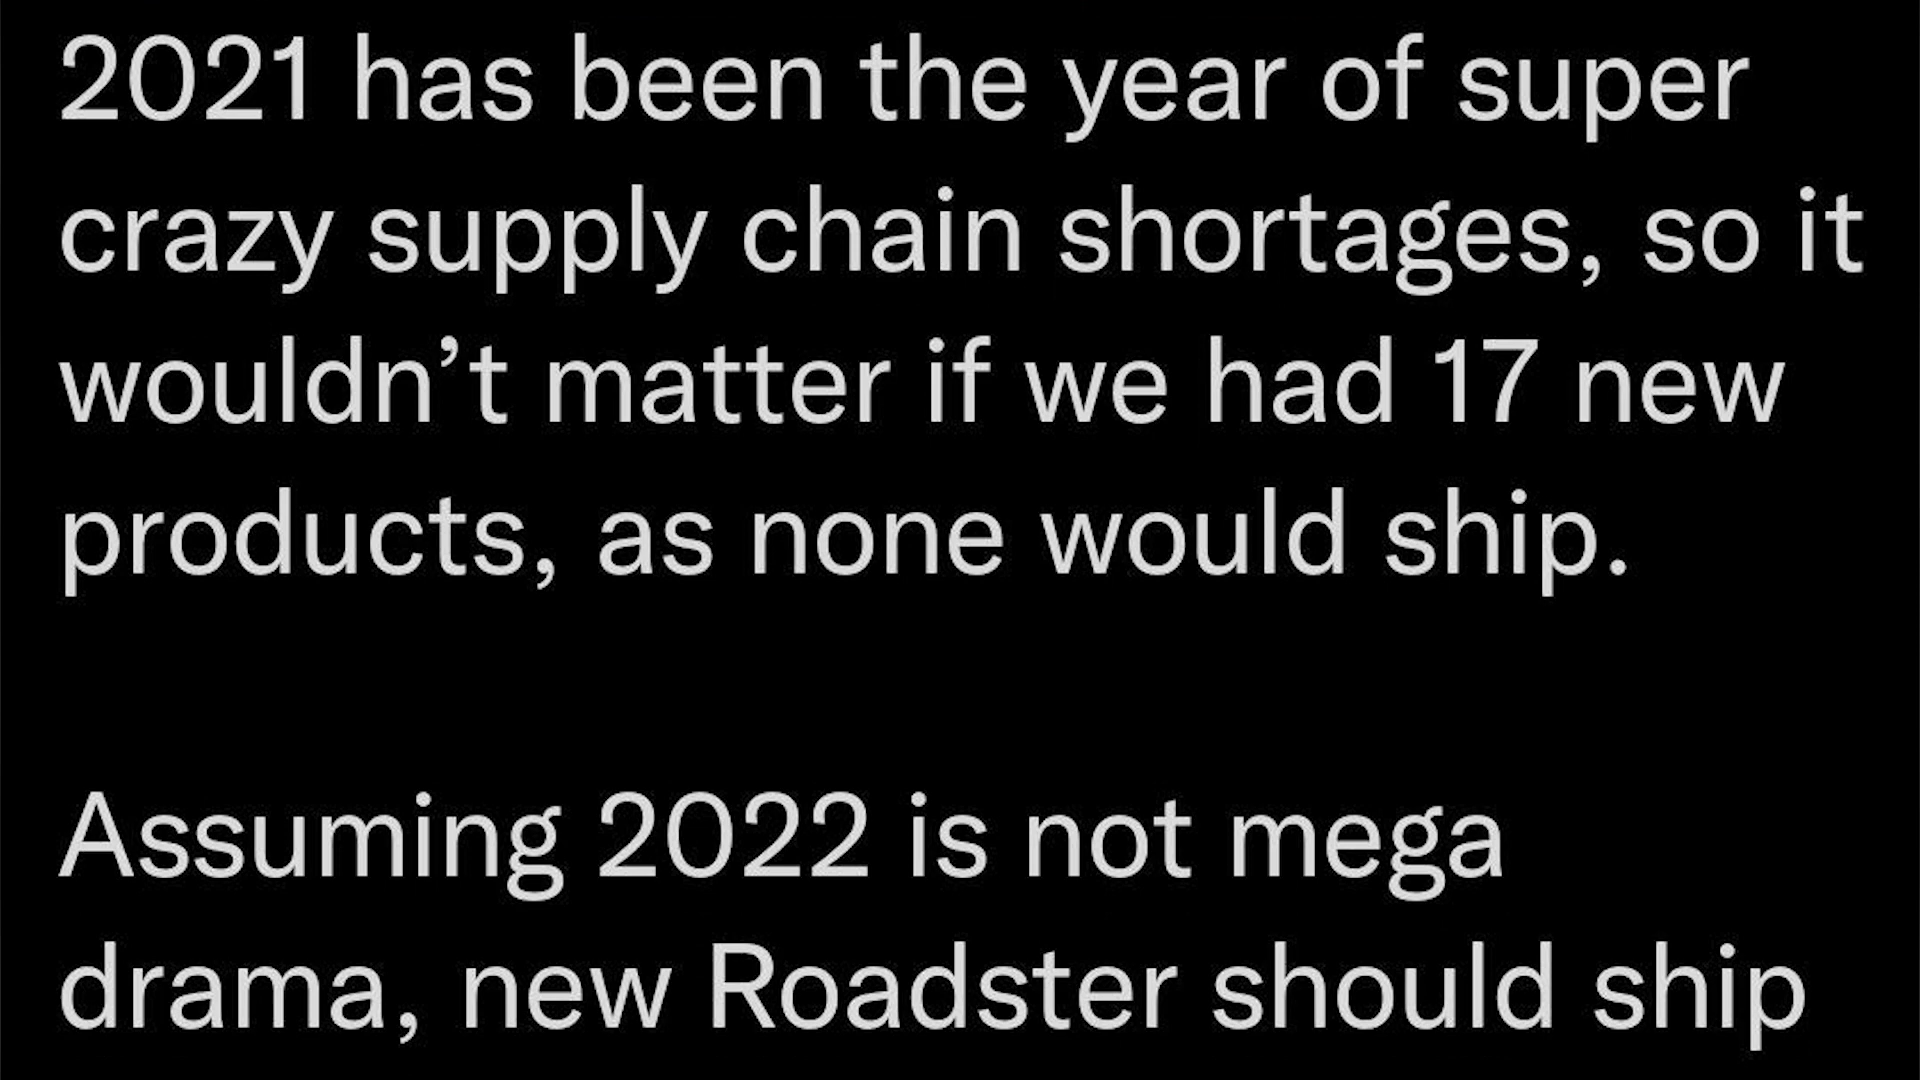 2021 has been the year of super
crazy supply chain shortages, so it
wouldn’t matter if we had 17 new
products, as none would ship.
Assuming 2022 is not mega
drama, new Roadster should ship